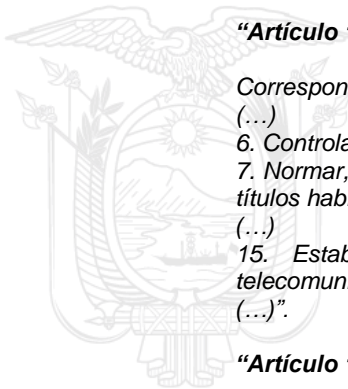 “Artículo
Correspon
(…)
6. Controla
7. Normar,
títulos hab
(…)
15. Estab
telecomun
(…)”.
“Artículo